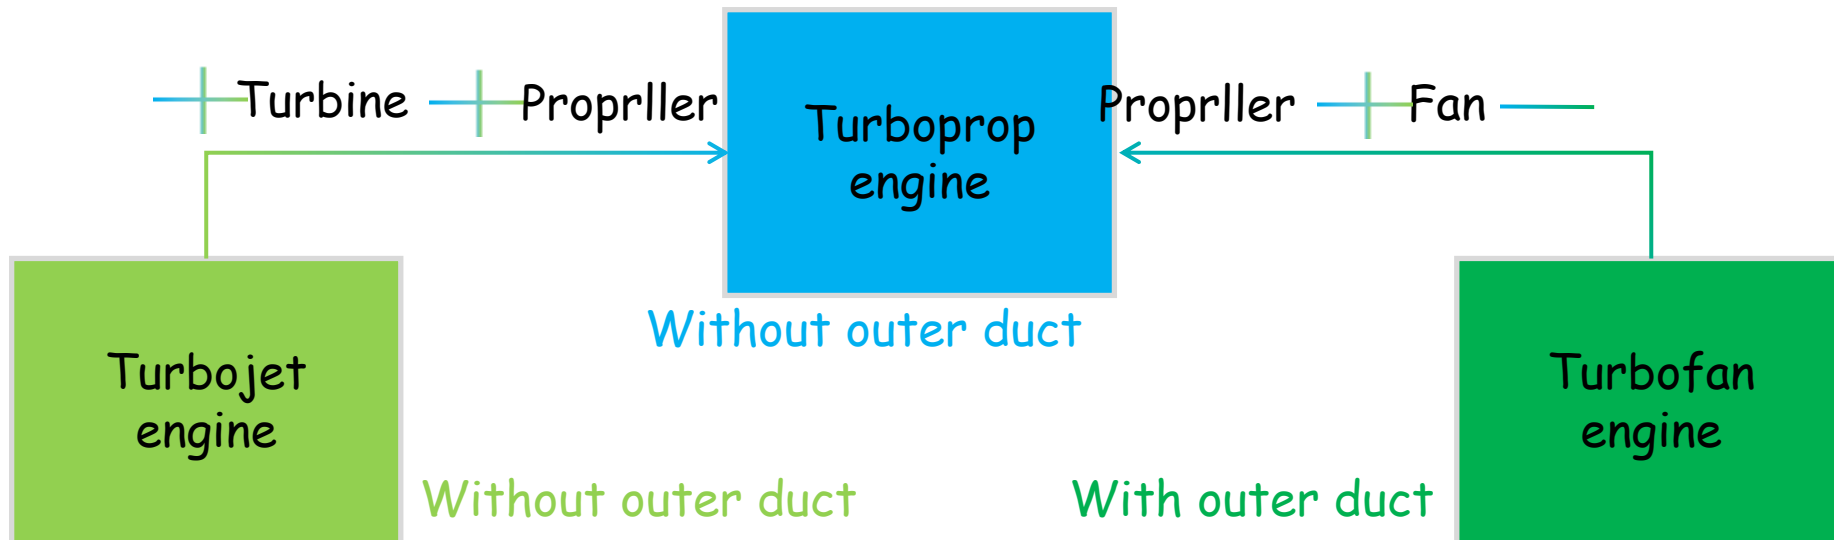 Turbine Proprller
Proprller Fan
Turboprop
engine
Without outer duct
Turbojet
engine
Without outer duct
With outer duct
Turbofan
engine